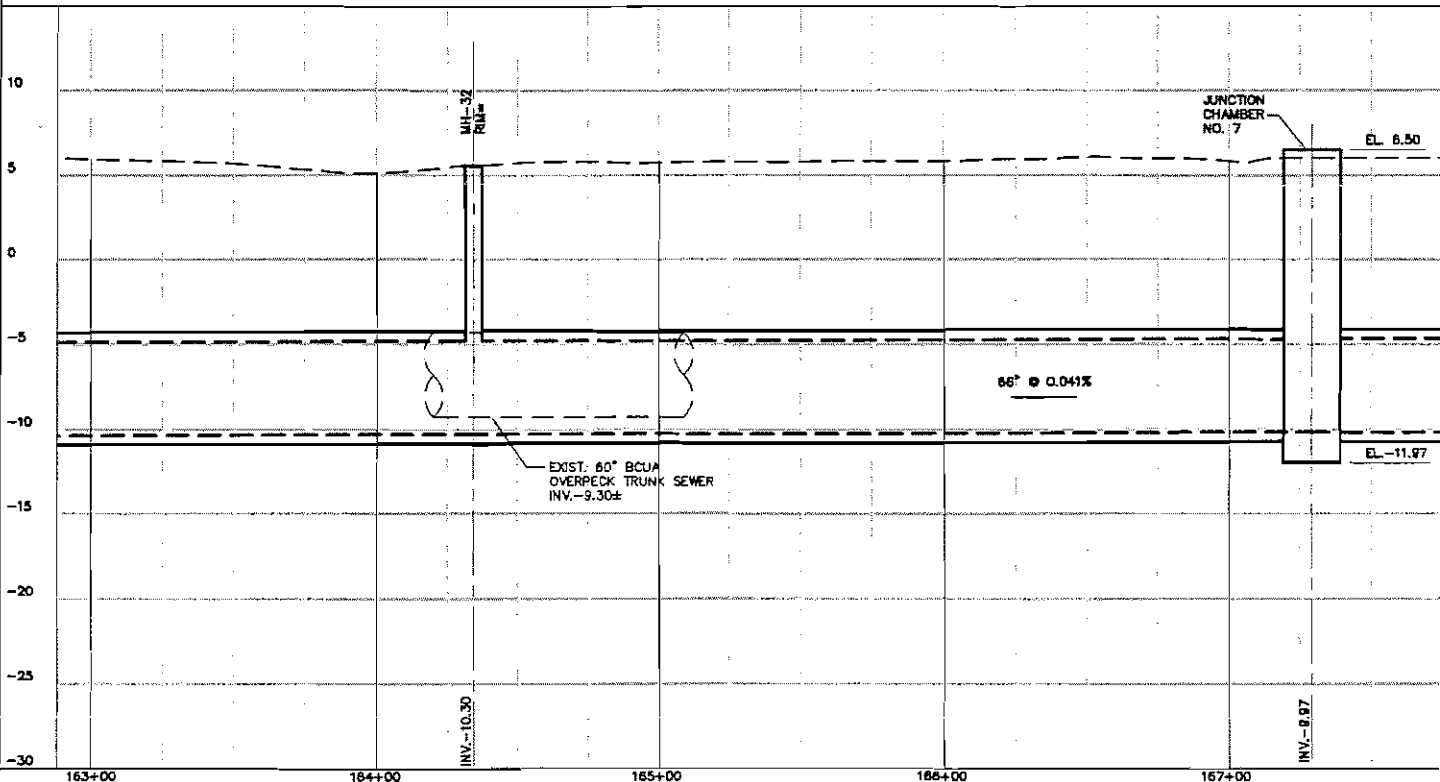 10
5
0
-5
-10
-15
-20
-25
-30
MH-32
RIM=
JUNCTION
CHAMBER
NO. 7
EL. 6.50
66" @ 0.041%
EXIST. 60" BCUA
OVERPECK TRUNK SEWER
INV.-9.30±
EL.-11.97
INV.-10.30
INV.-9.97
163+00
164+00
165+00
166+00
167+00